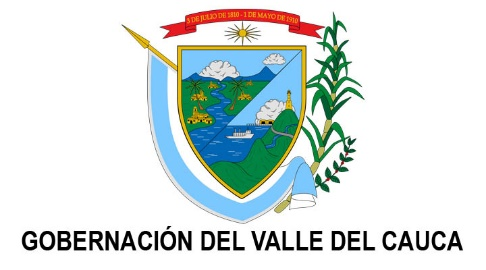 3 DE JULIO DE 1810 - 1 DE MAYO DE 1910
GOBERNACIÓN DEL VALLE DEL CAUCA